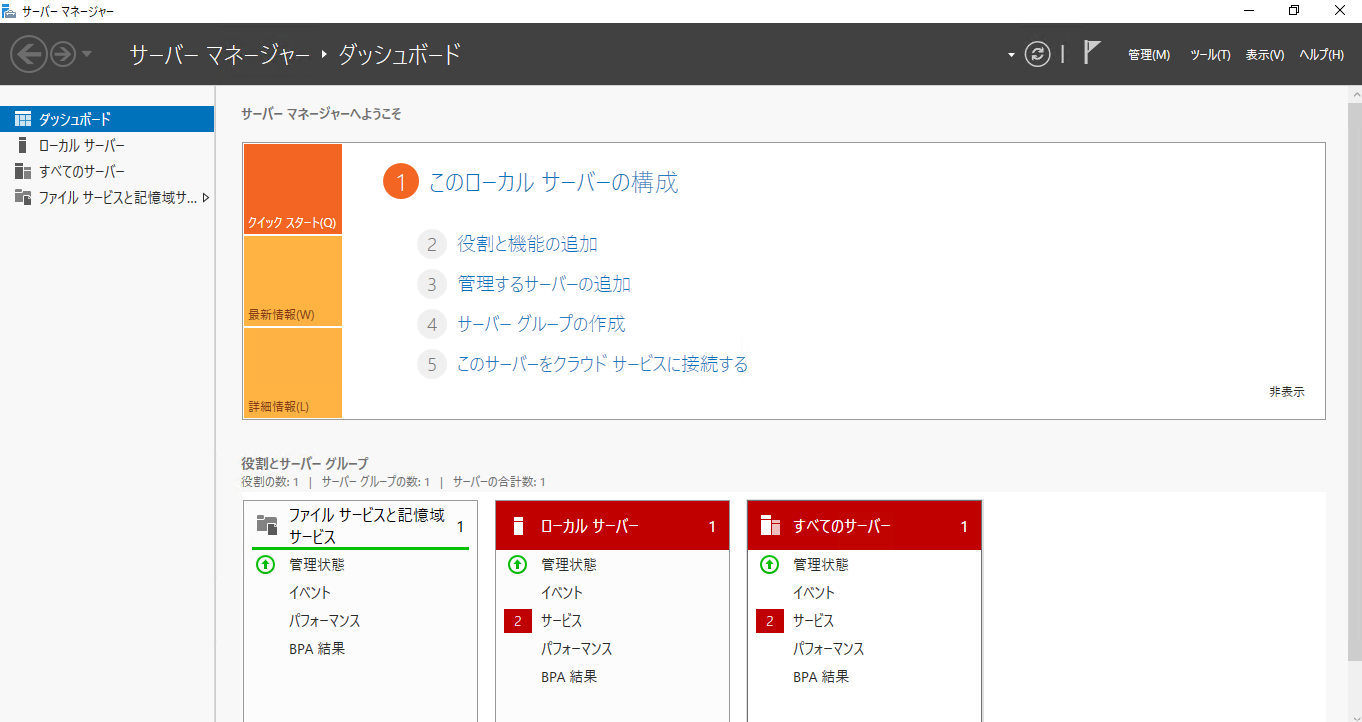 サーバー マネージャー
サーバー マネージャー ‣ ダッシュボード
管理(M) ツール(T) 表示(V) ヘルプ(H)
ダッシュボード
ローカル サーバー
すべてのサーバー
ファイル サービスと記憶域サ...
サーバー マネージャーへようこそ
クイック スタート(Q)
最新情報(W)
詳細情報(L)
1 このローカル サーバーの構成
2 役割と機能の追加
3 管理するサーバーの追加
4 サーバー グループの作成
5 このサーバーをクラウド サービスに接続する
非表示
役割とサーバー グループ
役割の数: 1 | サーバー グループの数: 1 | サーバーの合計数: 1
ファイル サービスと記憶域
サービス
1
管理状態
イベント
パフォーマンス
BPA 結果
ローカル サーバー 1
管理状態
イベント
2 サービス
パフォーマンス
BPA 結果
すべてのサーバー 1
管理状態
イベント
2 サービス
パフォーマンス
BPA 結果